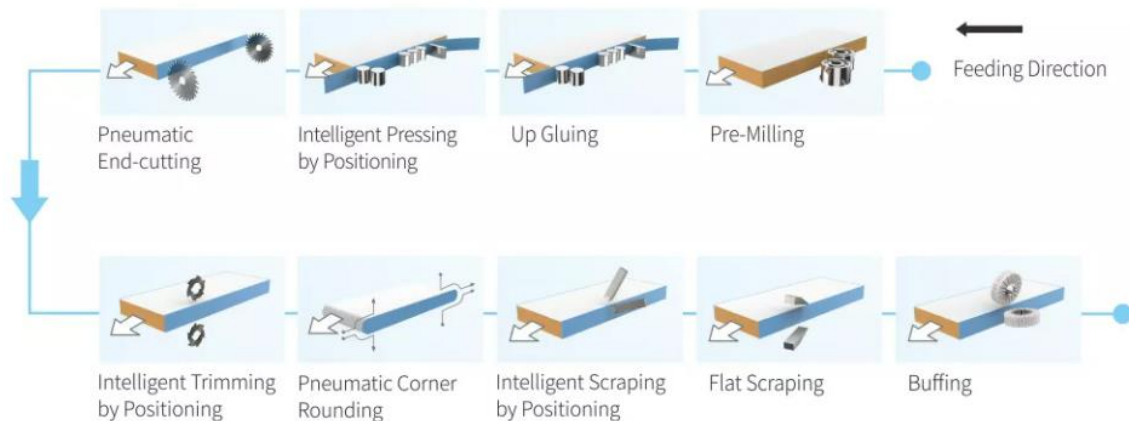 Feeding Direction
Pneumatic
End-cutting
Intelligent Pressing
by Positioning
Up Gluing
Pre-Milling
Intelligent Trimming
by Positioning
Pneumatic Corner
Rounding
Intelligent Scraping
by Positioning
Flat Scraping
Buffing